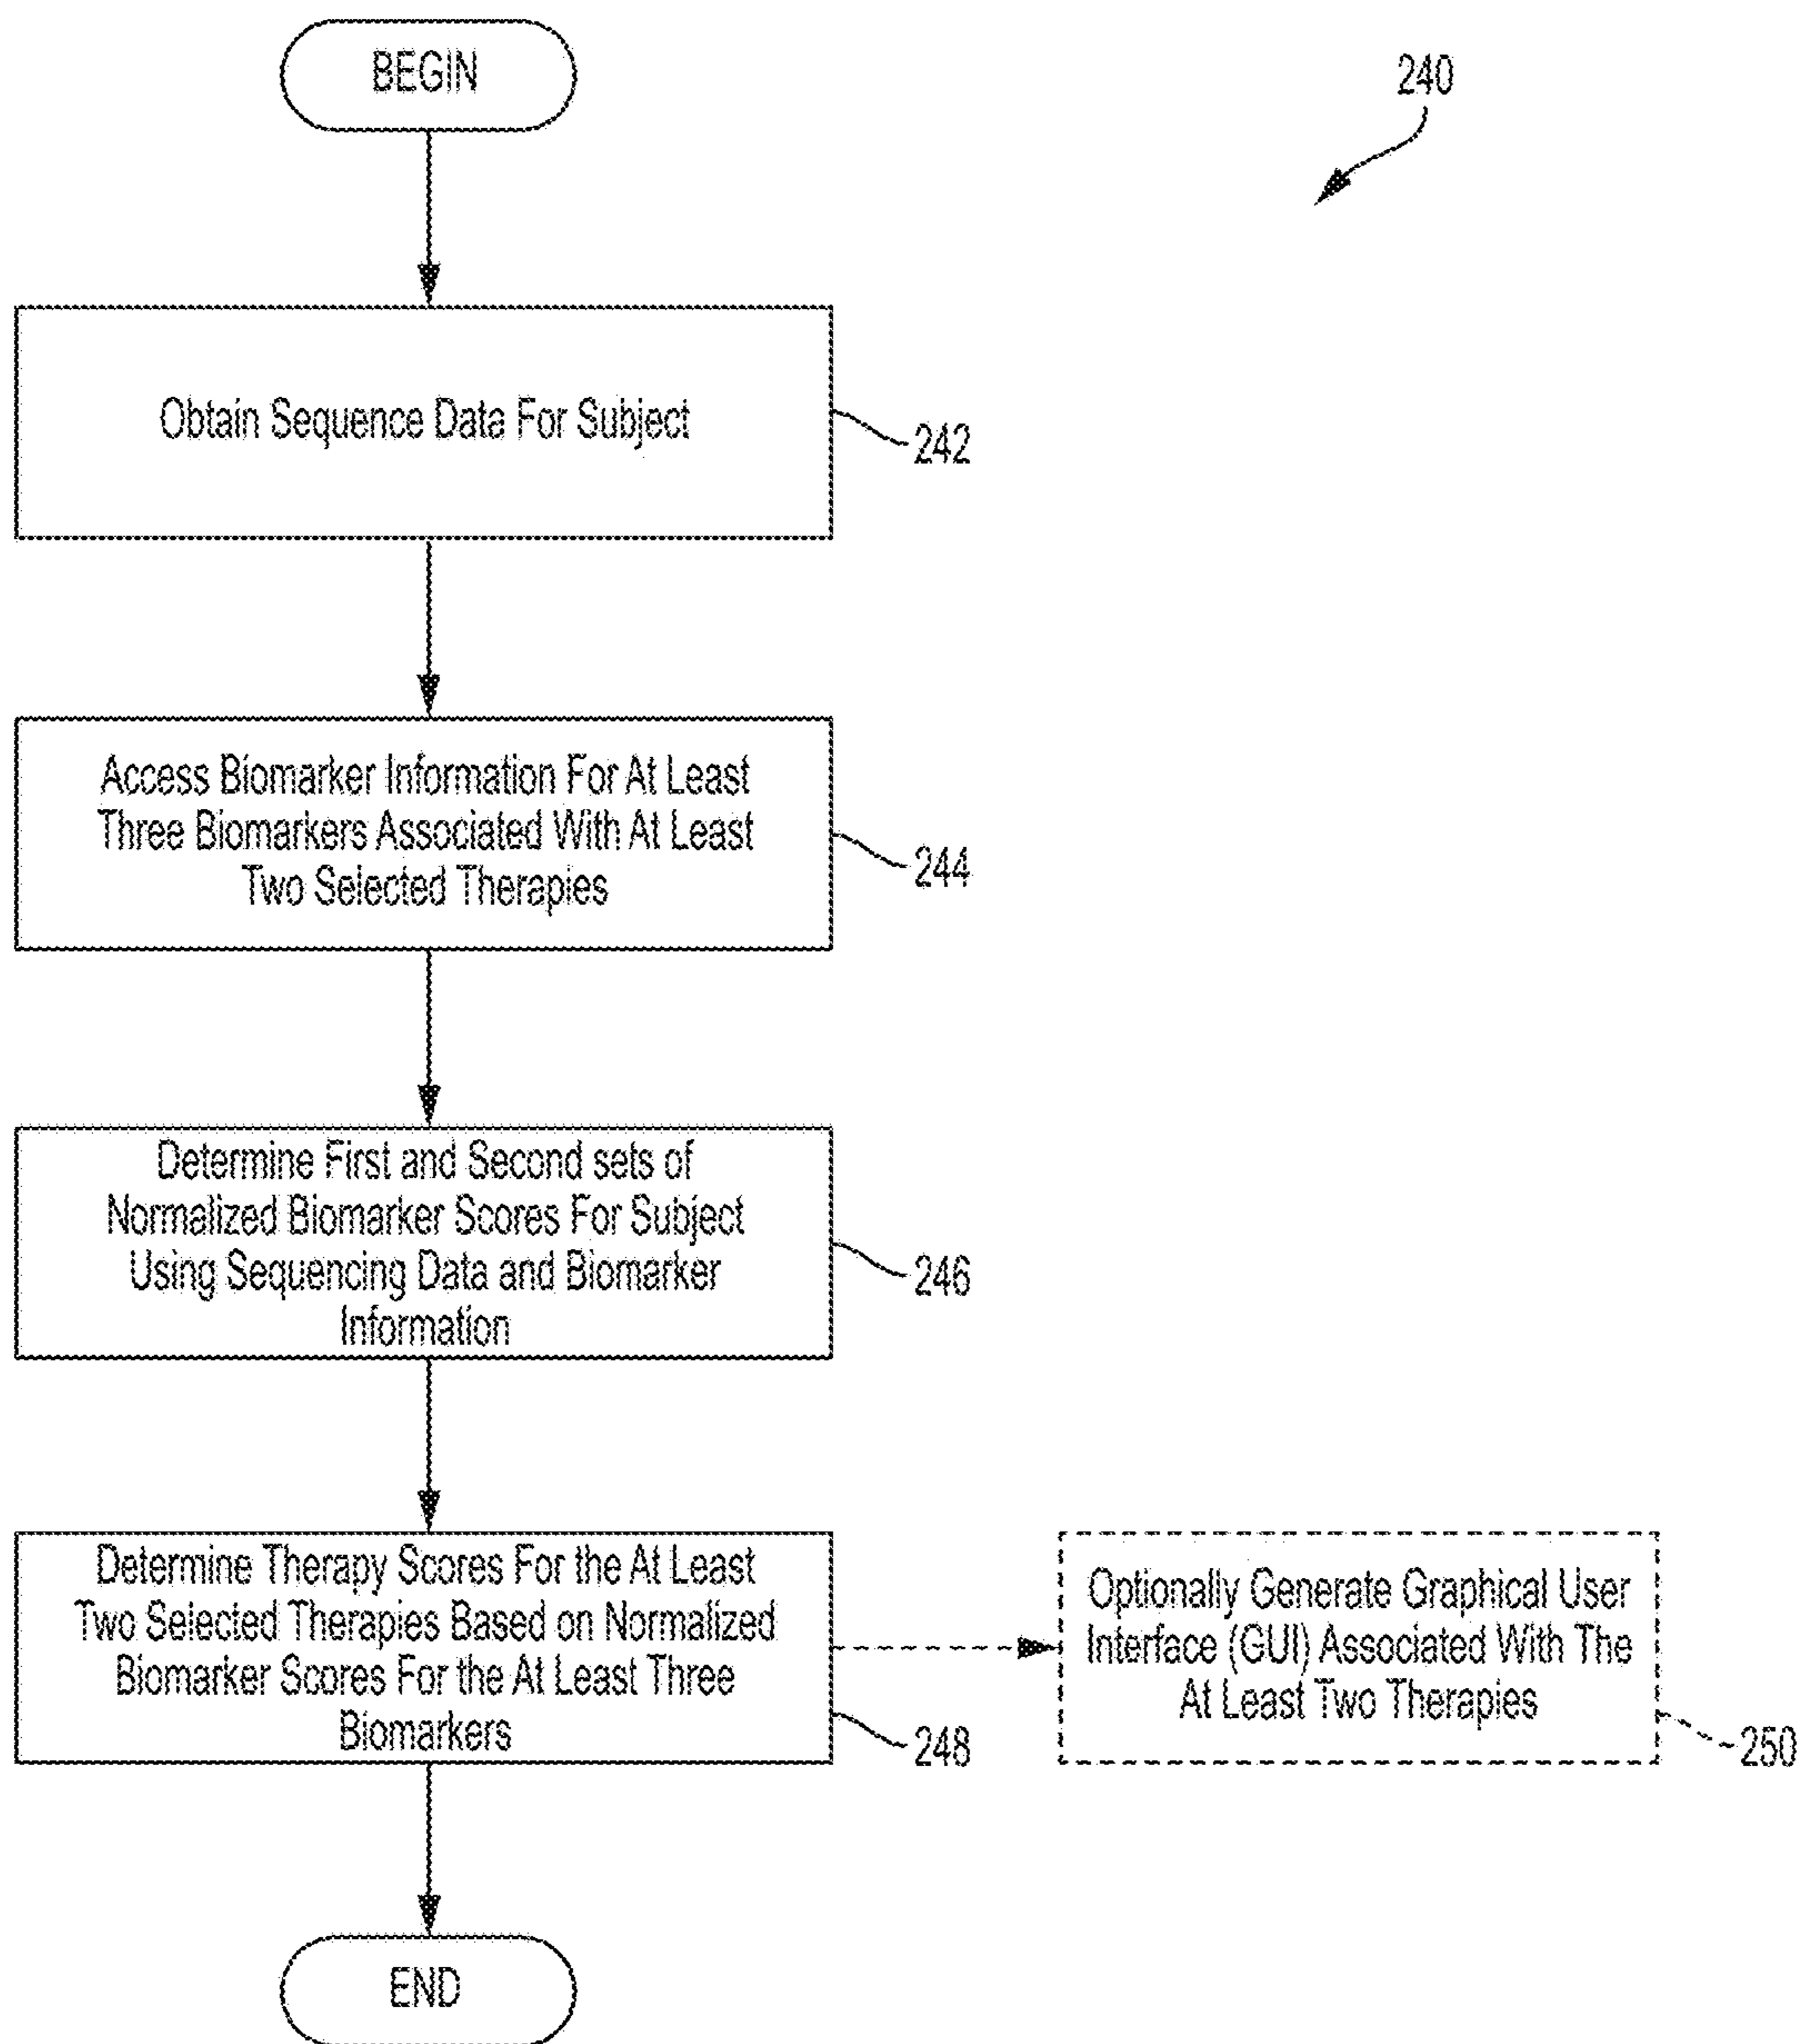 BEGIN
240
Obtain Sequence Data For Subject
242
Access Biomarker Information For At Least
Three Biomarkers Associated With At Least
Two Selected Therapies
244
Determine First and Second sets of
Normalized Biomarker Scores For Subject
Using Sequencing Data and Biomarker
Information
246
Determine Therapy Scores For the At Least
Two Selected Therapies Based on Normalized
Biomarker Scores For the At Least Three
Biomarkers
248
Optionally Generate Graphical User
Interface (GUI) Associated With The
At Least Two Therapies
250
END